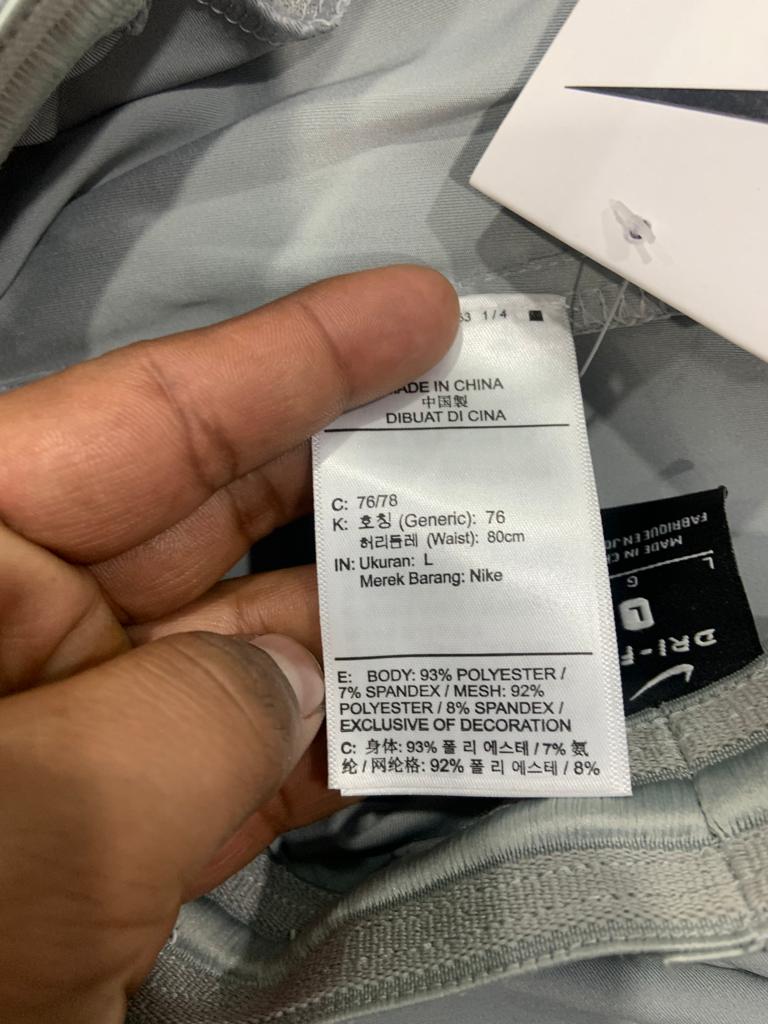 1/4
MADE IN CHINA
中国製
DIBUAT DI CINA
C: 76/78
K: 호칭 (Generic): 76
허리둘레 (Waist): 80cm
IN: Ukuran: L
Merek Barang: Nike
E: BODY: 93% POLYESTER /
7% SPANDEX / MESH: 92%
POLYESTER / 8% SPANDEX /
EXCLUSIVE OF DECORATION
C: 身体: 93% 폴 리 에스테 / 7% 氨
纶 / 网纶格: 92% 폴 리 에스테 / 8%
DRI-F
L
G
L
MADE IN
FABRIQUE EN